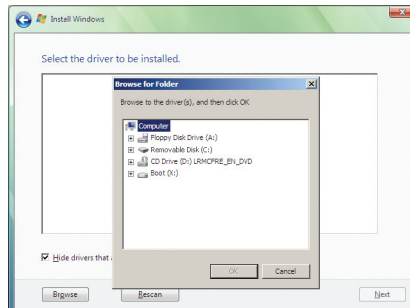 Install Windows
Select the driver to be installed.
Browse for Folder
Browse to the driver(s), and then click OK
Computer
Floppy Disk Drive (A:)
Removable Disk (C:)
CD Drive (D:) LRMCFRE_EN_DVD
Boot (X:)
Hide drivers that
OK
Cancel
Browse
Rescan
Next